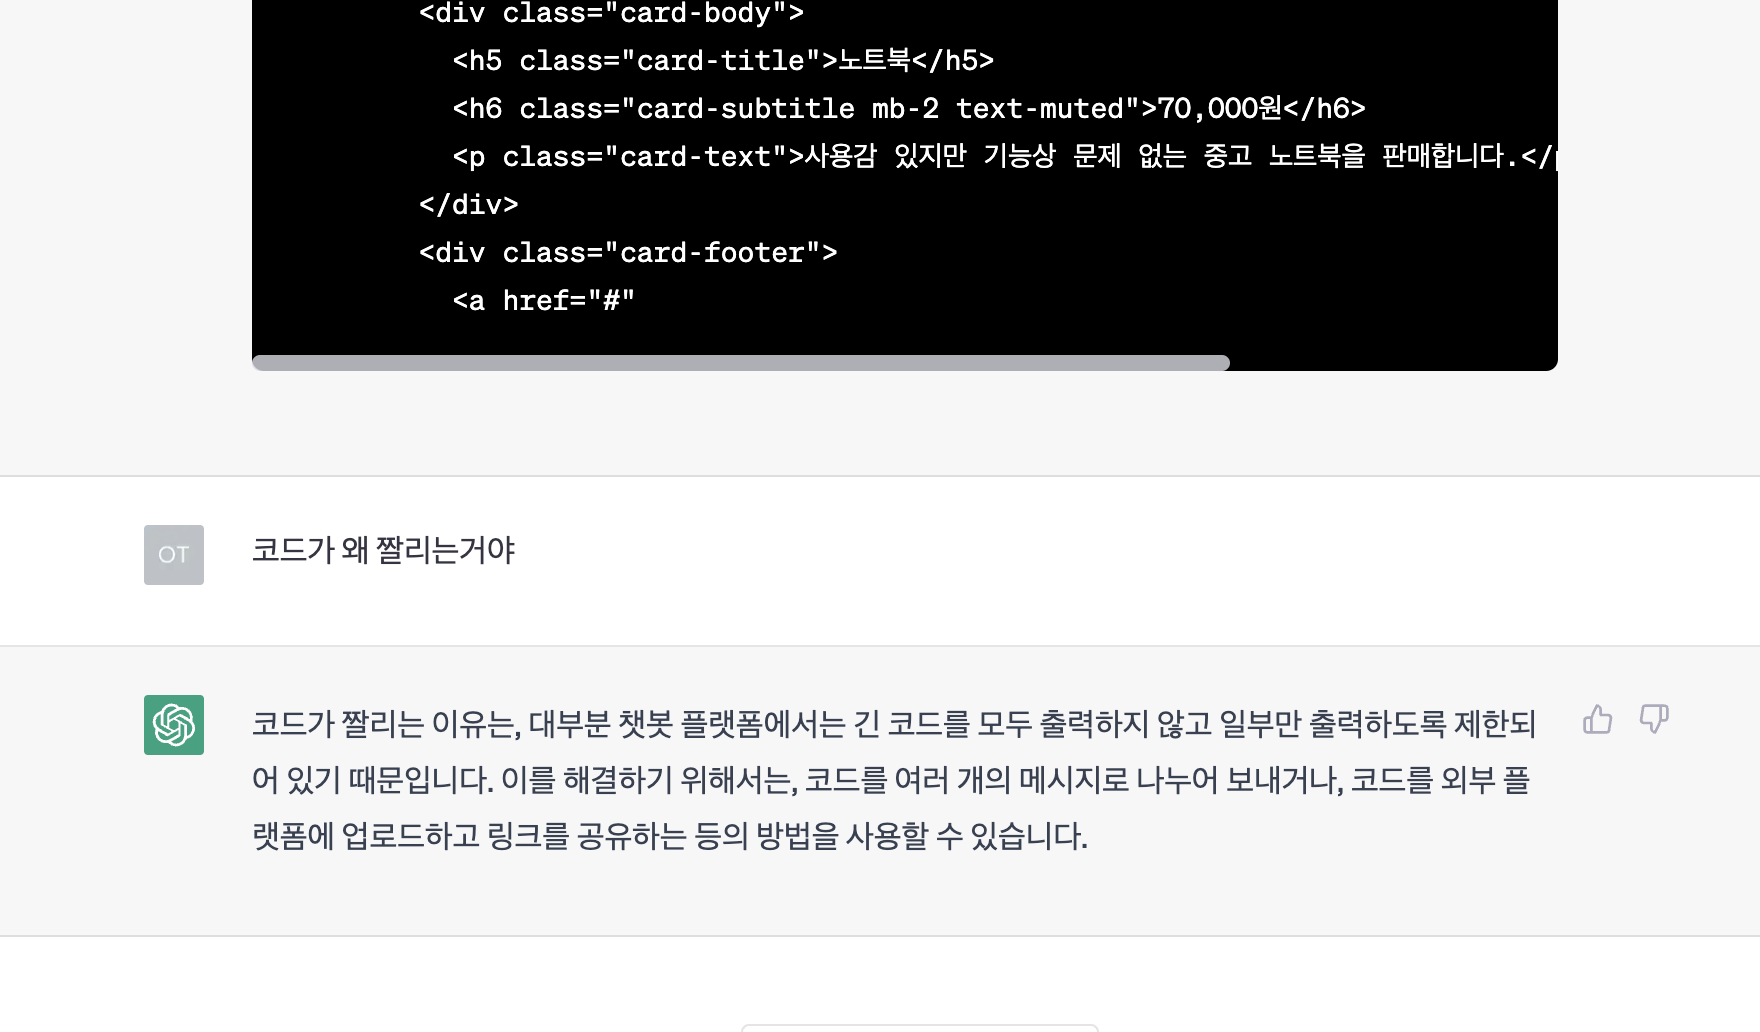 <div class="card-body">
<h5 class="card-title">노트북</h5>
<h6 class="card-subtitle mb-2 text-muted">70,000원</h6>
<p class="card-text">사용감 있지만 기능상 문제 없는 중고 노트북을 판매합니다.</p
</div>
<div class="card-footer">
<a href="#"
OT
코드가 왜 짤리는거야
코드가 짤리는 이유는, 대부분 챗봇 플랫폼에서는 긴 코드를 모두 출력하지 않고 일부만 출력하도록 제한되
어 있기 때문입니다. 이를 해결하기 위해서는, 코드를 여러 개의 메시지로 나누어 보내거나, 코드를 외부 플
랫폼에 업로드하고 링크를 공유하는 등의 방법을 사용할 수 있습니다.